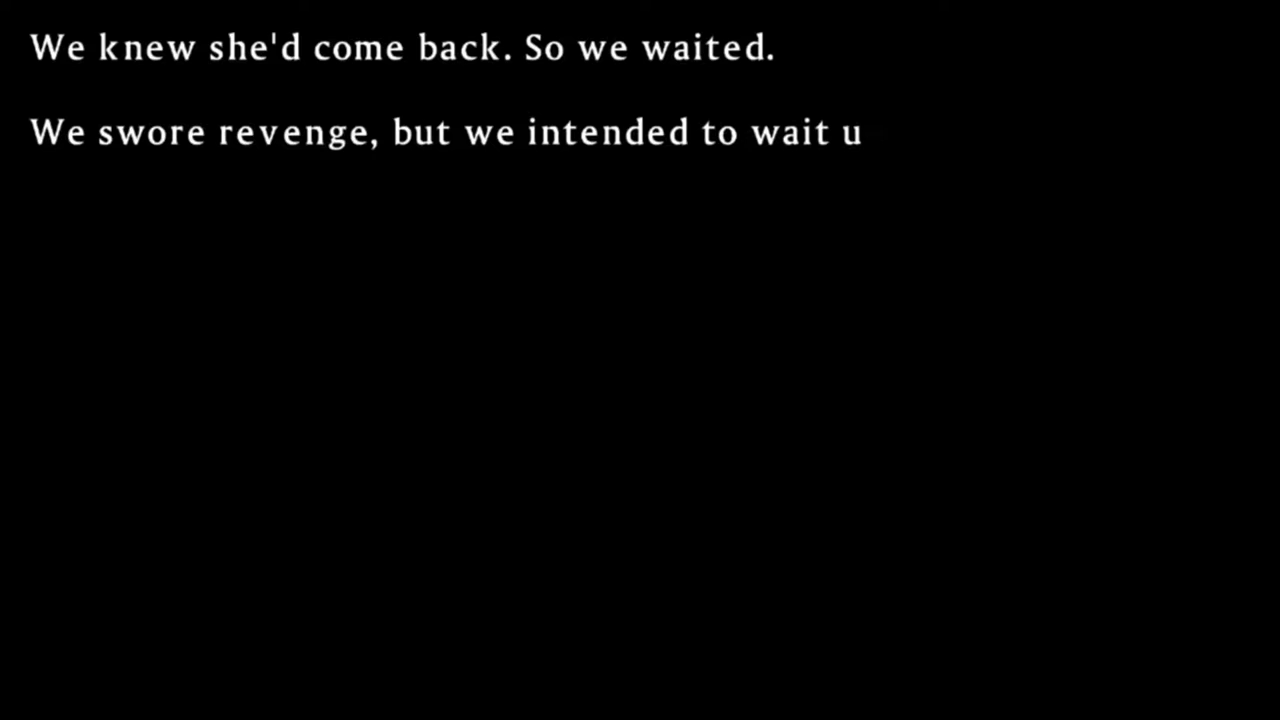 We knew she'd come back. So we waited.
We swore revenge, but we intended to wait u